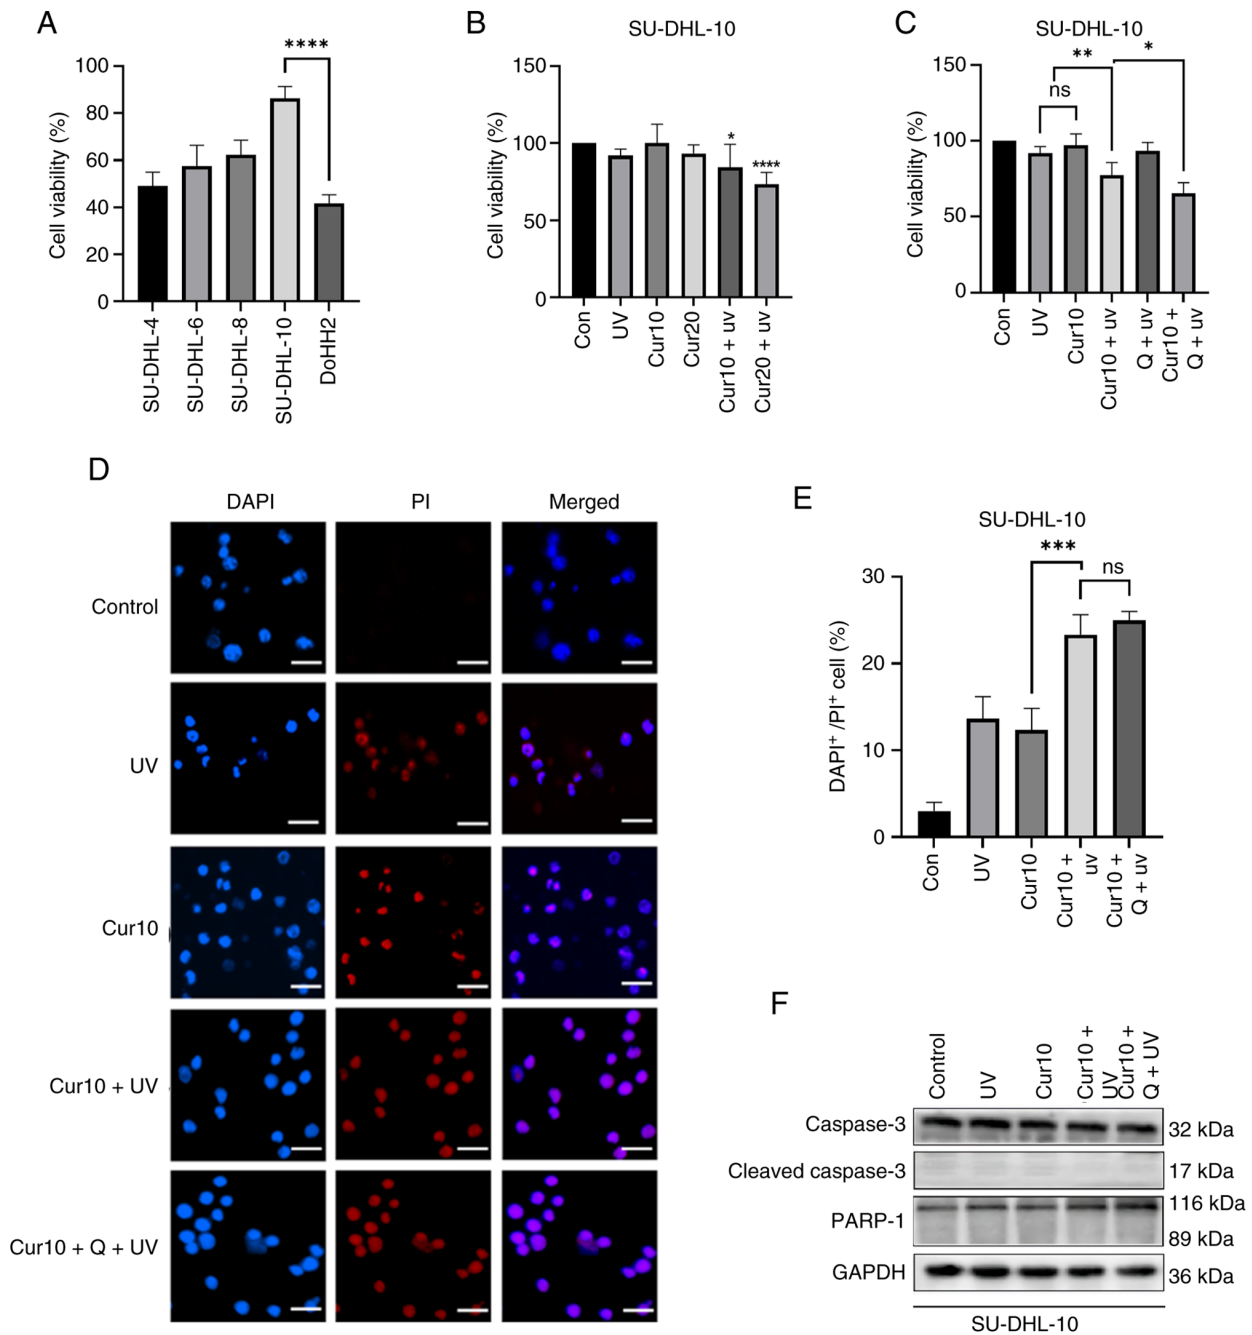 A
****
Cell viability (%)
100
80
60
40
20
0
SU-DHL-4
SU-DHL-6
SU-DHL-8
SU-DHL-10
DoHH2
B
SU-DHL-10
Cell viability (%)
150
100
50
0
*
****
Con
UV
Cur10
Cur20
Cur10 + uv
Cur20 + uv
C
SU-DHL-10
Cell viability (%)
150
100
50
0
**
*
ns
Con
UV
Cur10
Cur10 + uv
Q + uv
Cur10 +
Q + uv
D
DAPI
PI
Merged
Control
UV
Cur10
Cur10 + UV
Cur10 + Q + UV
E
SU-DHL-10
***
ns
DAPI⁺ /PI⁺ cell (%)
30
20
10
0
Con
UV
Cur10
Cur10 +
uv
Cur10 +
Q + uv
F
Control
UV
Cur10
Cur10 +
UV
Cur10 +
Q + UV
Caspase-3
32 kDa
Cleaved caspase-3
17 kDa
PARP-1
116 kDa
89 kDa
GAPDH
36 kDa
SU-DHL-10